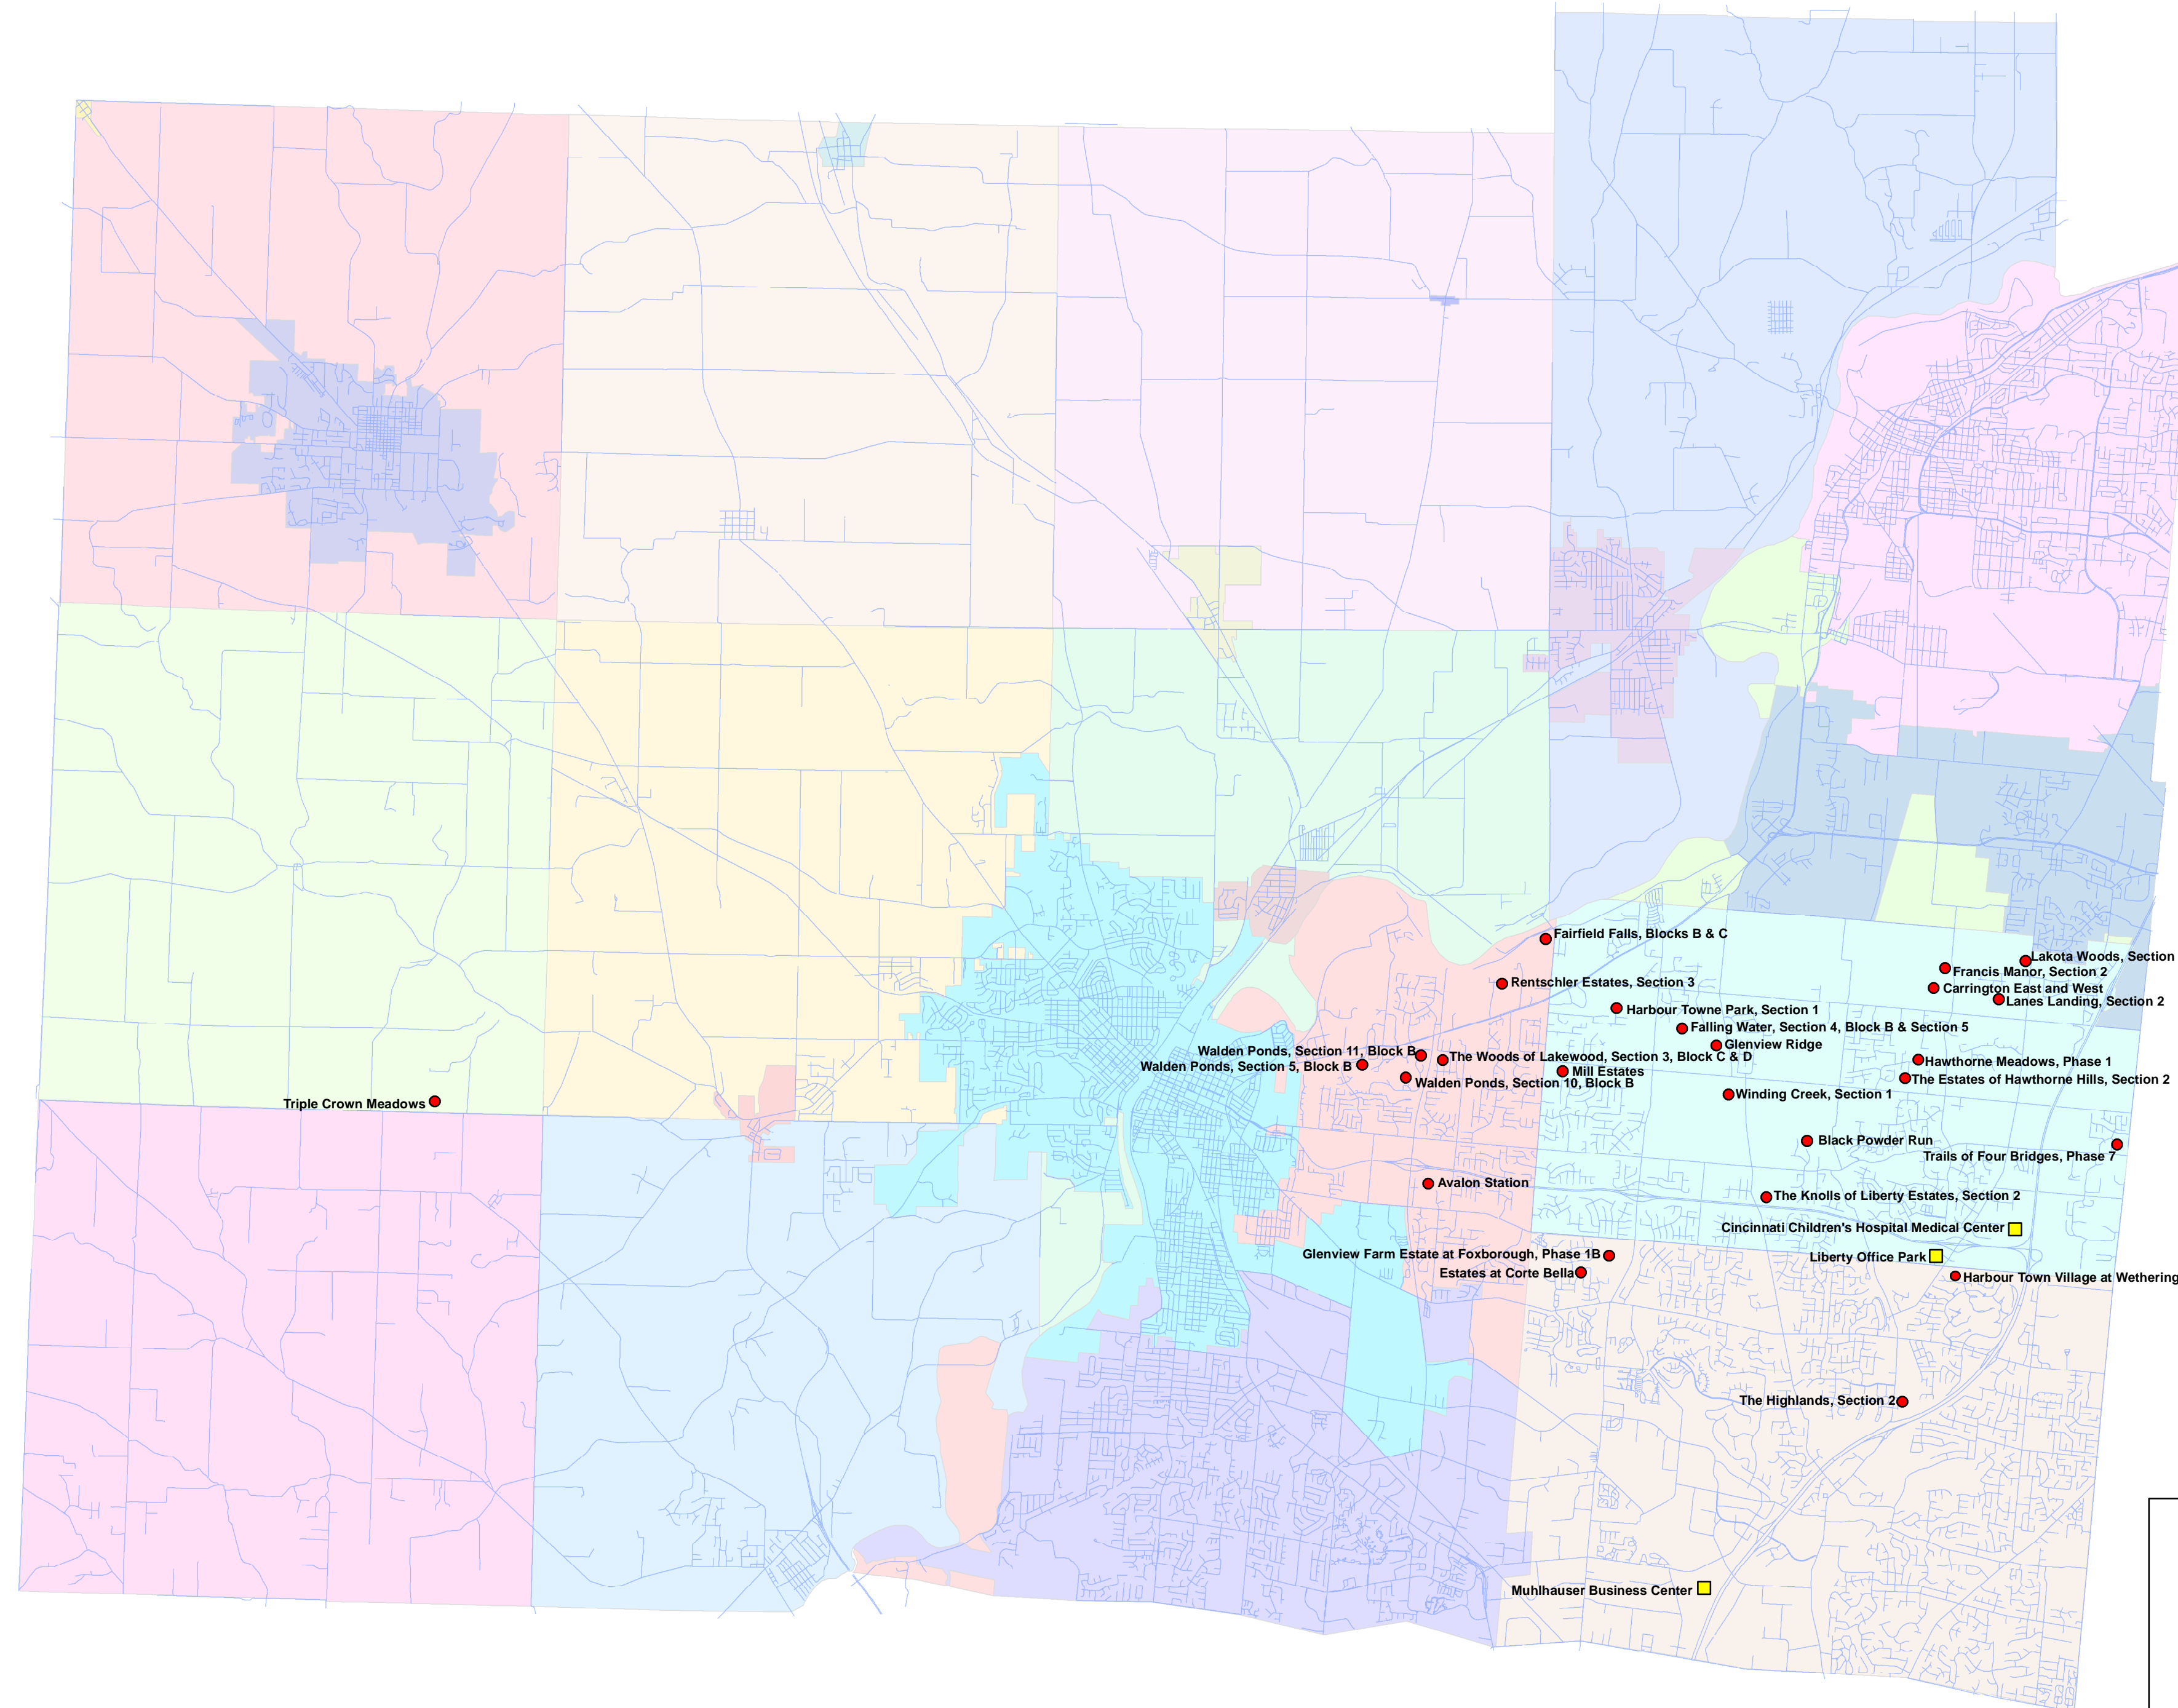 Fairfield Falls, Blocks B & C
Lakota Woods, Section
Francis Manor, Section 2
Rentschler Estates, Section 3
Carrington East and West
Lanes Landing, Section 2
Harbour Towne Park, Section 1
Falling Water, Section 4, Block B & Section 5
Glenview Ridge
Walden Ponds, Section 11, Block B
The Woods of Lakewood, Section 3, Block C & D
Hawthorne Meadows, Phase 1
Walden Ponds, Section 5, Block B
Mill Estates
Walden Ponds, Section 10, Block B
The Estates of Hawthorne Hills, Section 2
Winding Creek, Section 1
Triple Crown Meadows
Black Powder Run
Trails of Four Bridges, Phase 7
Avalon Station
The Knolls of Liberty Estates, Section 2
Cincinnati Children's Hospital Medical Center
Glenview Farm Estate at Foxborough, Phase 1B
Liberty Office Park
Estates at Corte Bella
Harbour Town Village at Wethering
The Highlands, Section 2
Muhlhauser Business Center